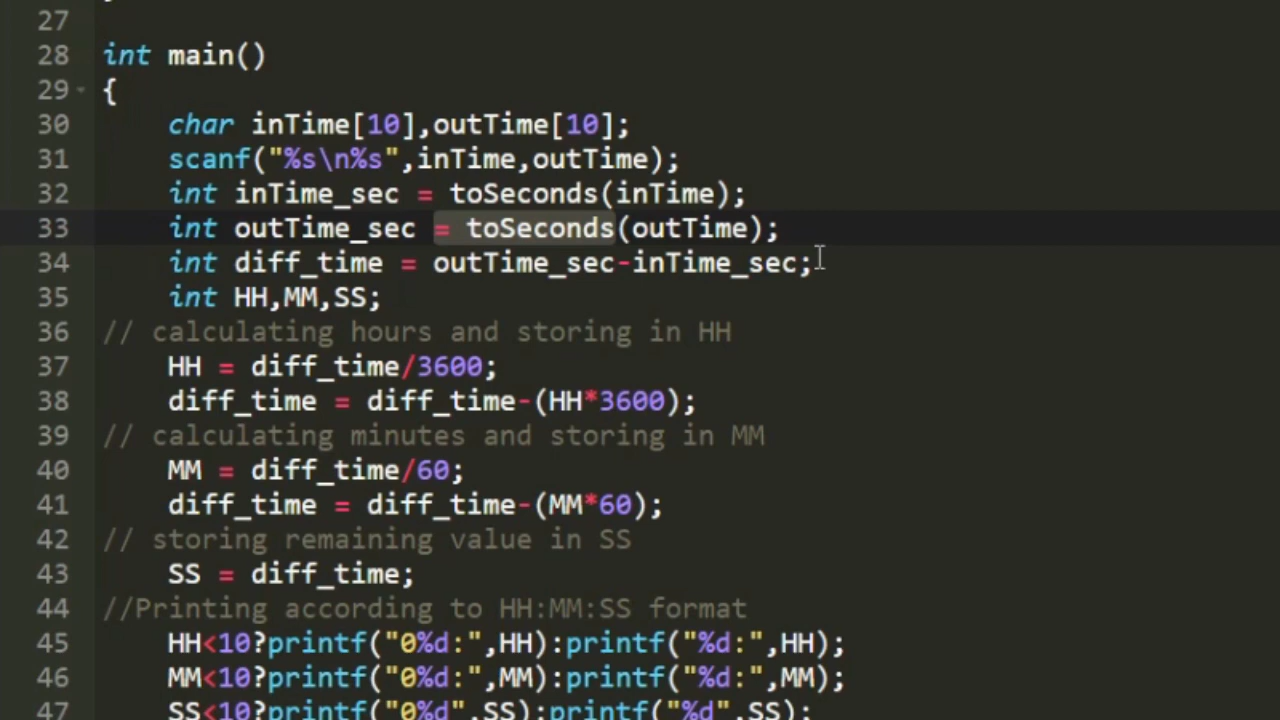 27
28 int main()
29 {
30 char inTime[10],outTime[10];
31 scanf("%s\n%s",inTime,outTime);
32 int inTime_sec = toSeconds(inTime);
33 int outTime_sec = toSeconds(outTime);
34 int diff_time = outTime_sec-inTime_sec;
35 int HH,MM,SS;
36 // calculating hours and storing in HH
37 HH = diff_time/3600;
38 diff_time = diff_time-(HH*3600);
39 // calculating minutes and storing in MM
40 MM = diff_time/60;
41 diff_time = diff_time-(MM*60);
42 // storing remaining value in SS
43 SS = diff_time;
44 //Printing according to HH:MM:SS format
45 HH<10?printf("0%d:",HH):printf("%d:",HH);
46 MM<10?printf("0%d:",MM):printf("%d:",MM);
47 SS<10?printf("0%d",SS):printf("%d",SS);